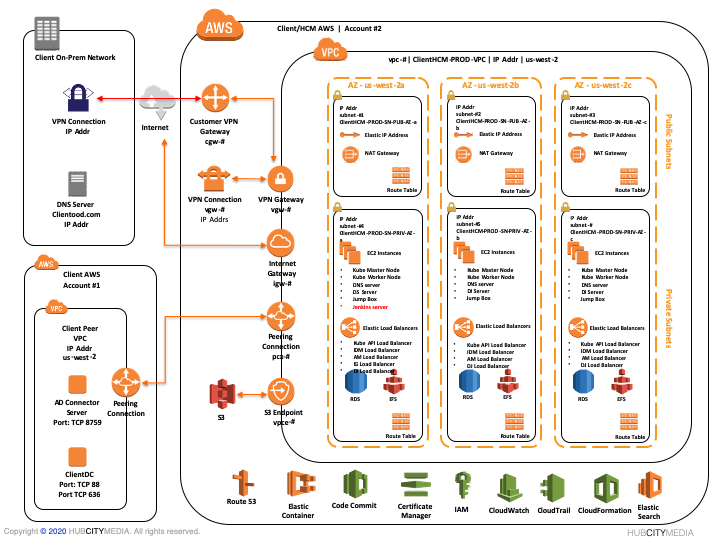 AWS
Client/HCM AWS | Account #2
Client On-Prem Network
VPN Connection
IP Addr
DNS Server
Clientood.com
IP Addr
Internet
Customer VPN
Gateway
cgw-#
VPN Connection
vgw-#
IP Addrs
VPN Gateway
vgw-#
Internet
Gateway
igw-#
Peering
Connection
pcx-#
S3
S3 Endpoint
vpce-#
AWS
Client AWS
Account #1
VPC
Client Peer
VPC
IP Addr
us-west-2
AD Connector
Server
Port: TCP 8759
Peering
Connection
ClientDC
Port: TCP 88
Port TCP 636
VPC
vpc-#| ClientHCM-PROD-VPC | IP Addr | us-west-2
AZ - us-west-2a
IP Addr
subnet-#1
ClientHCM-PROD-SN-PUB-AZ-a
Elastic IP Address
NAT Gateway
Route Table
IP Addr
subnet-#4
ClientHCM-PROD-SN-PRIV-AZ-
EC2 Instances
• Kube Master Node
• Kube Worker Node
• DNS server
• DS Server
• Jump Box
• Jenkins server
Elastic Load Balancers
• Kube API Load Balancer
• IDM Load Balancer
• AM Load Balancer
• IG Load Balancer
• DJ Load Balancer
RDS
EFS
Route Table
AZ - us-west-2b
IP Addr
subnet-#2
ClientHCM-PROD-SN-PUB-AZ-
b
Elastic IP Address
NAT Gateway
Route Table
IP Addr
subnet-#5
ClientHCM-PROD-SN-PRIV-AZ-
b
EC2 Instances
• Kube Master Node
• Kube Worker Node
• DNS server
• DJ Server
• Jump Box
Elastic Load Balancers
• Kube API Load Balancer
• IDM Load Balancer
• AM Load Balancer
• DJ Load Balancer
RDS
EFS
Route Table
AZ - us-west-2c
IP Addr
subnet-#3
ClientHCM-PROD-SN-PUB-AZ-c
Elastic IP Address
NAT Gateway
Route Table
IP Addr
subnet-#
ClientHCM-PROD-SN-PRIV-AZ-
EC2 Instances
• Kube Master Node
• Kube Worker Node
• DNS server
• DJ Server
• Jump Box
Elastic Load Balancers
• Kube API Load Balancer
• IDM Load Balancer
• AM Load Balancer
• DJ Load Balancer
RDS
EFS
Route Table
Public Subnets
Private Subnets
Route 53
Elastic
Container
Code Commit
Certificate
Manager
IAM
CloudWatch
CloudTrail
CloudFormation
Elastic
Search
Copyright © 2020 HUBCITYMEDIA. All rights reserved.
HUBCITYMEDIA